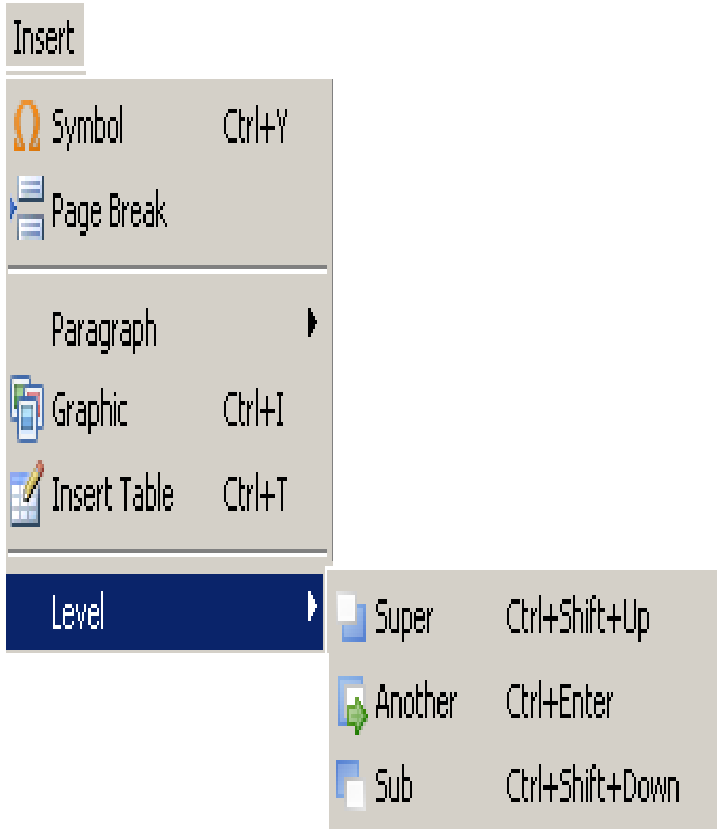 Insert
Symbol Ctrl+Y
Page Break
Paragraph
Graphic Ctrl+I
Insert Table Ctrl+T
Level
Super Ctrl+Shift+Up
Another Ctrl+Enter
Sub Ctrl+Shift+Down